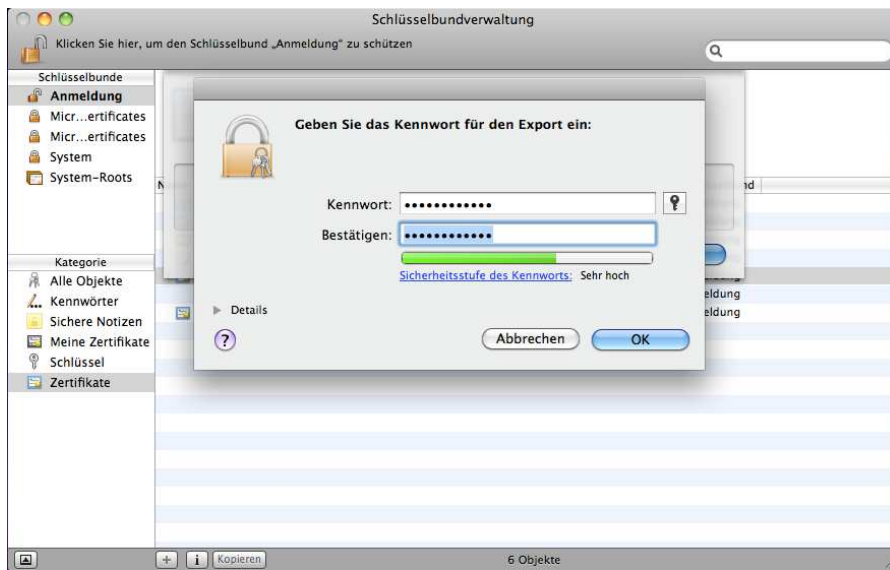 Schlüsselbundverwaltung
Klicken Sie hier, um den Schlüsselbund „Anmeldung“ zu schützen
Schlüsselbunde
Anmeldung
Micr...ertificates
Micr...ertificates
System
System-Roots
Geben Sie das Kennwort für den Export ein:
Kennwort: ••••••••••••
Bestätigen: ••••••••••••
Sicherheitsstufe des Kennworts: Sehr hoch
Details
?
Abbrechen
OK
N
nd
eldung
eldung
Kategorie
Alle Objekte
Kennwörter
Sichere Notizen
Meine Zertifikate
Schlüssel
Zertifikate
+
i
Kopieren
6 Objekte